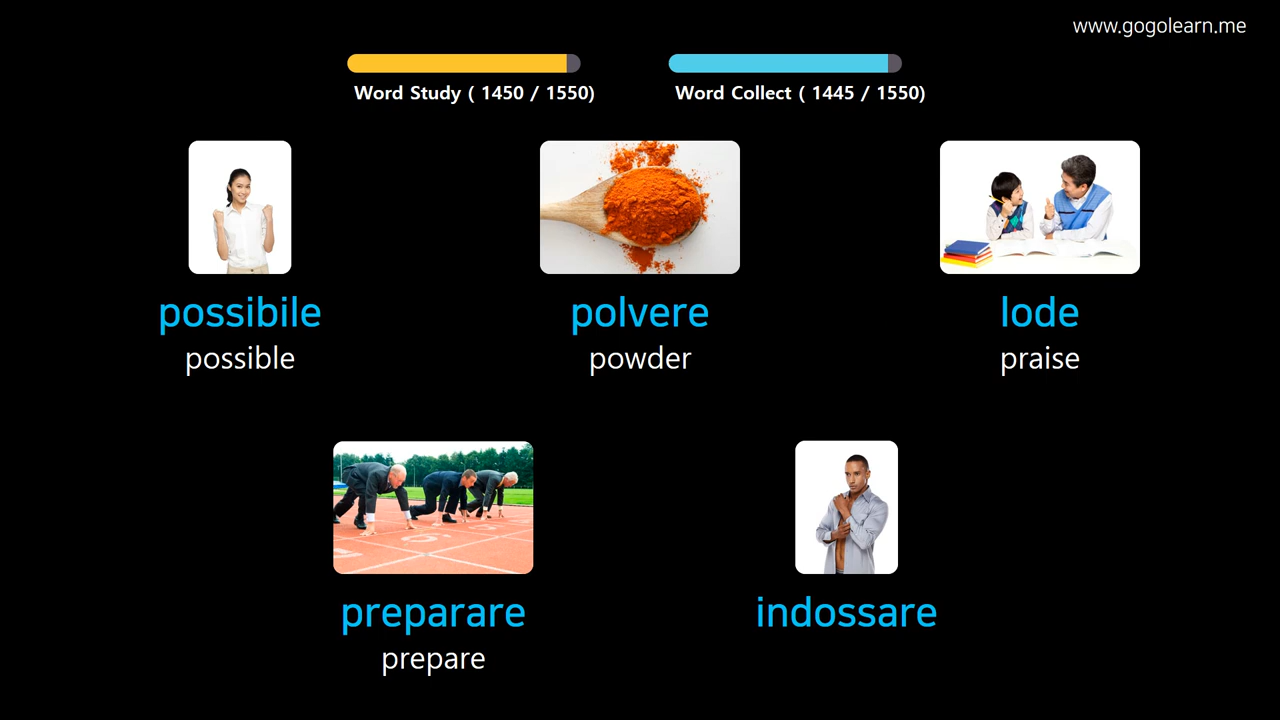 www.gogolearn.me
Word Study ( 1450 / 1550)
Word Collect ( 1445 / 1550)
possibile
possible
polvere
powder
lode
praise
preparare
prepare
indossare